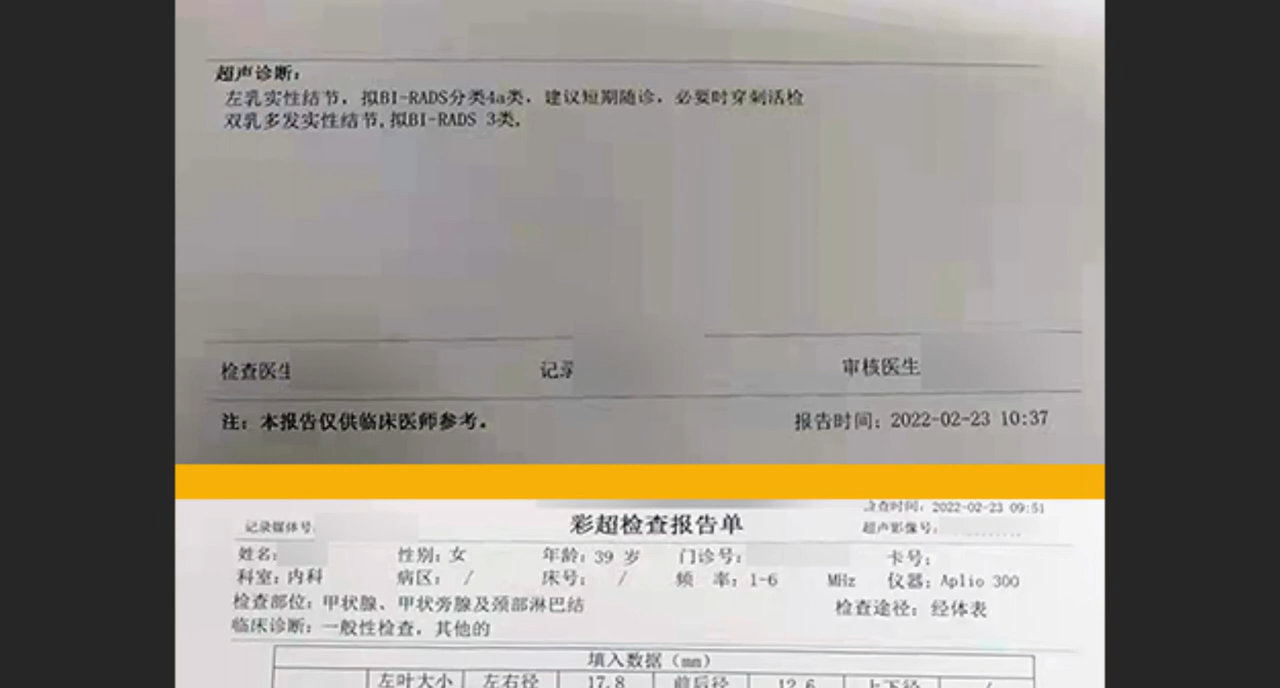 超声诊断:
左乳实性结节, 拟BI-RADS分类4a类, 建议短期随诊, 必要时穿刺活检
双乳多发实性结节, 拟BI-RADS 3类.
检查医生 记录 审核医生
注: 本报告仅供临床医师参考。 报告时间: 2022-02-23 10:37
检查时间: 2022-02-23 09:51
记录媒体号 彩超检查报告单 超声影像号:
姓名: 性别: 女 年龄: 39 岁 门诊号: 卡号:
科室: 内科 病区: / 床号: / 频 率: 1-6 MHz 仪器: Aplio 300
检查部位: 甲状腺、甲状旁腺及颈部淋巴结 检查途径: 经体表
临床诊断: 一般性检查, 其他的
填入数据 (mm)
左叶大小 左右径 17.8 前后径 12.6 上下径 /